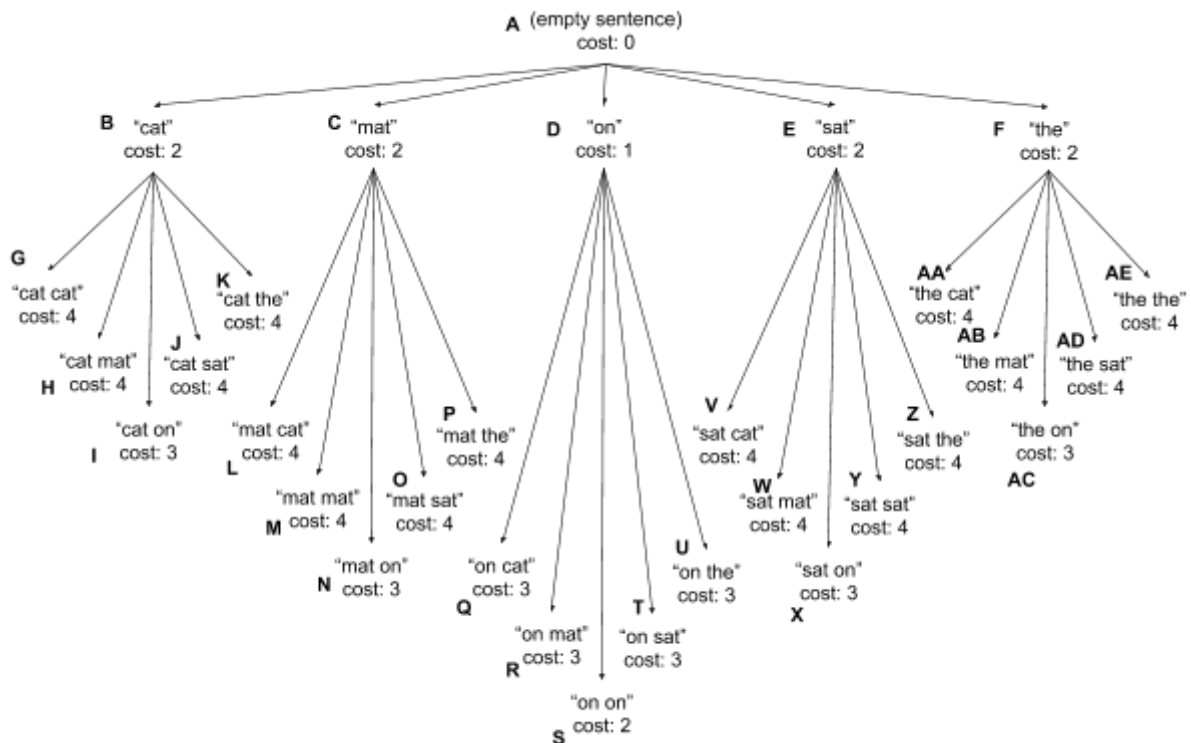 A (empty sentence)
cost: 0
B “cat”
cost: 2
C “mat”
cost: 2
D “on”
cost: 1
E “sat”
cost: 2
F “the”
cost: 2
G
“cat cat”
cost: 4
H “cat mat”
cost: 4
I “cat on”
cost: 3
J
“cat sat”
cost: 4
K
“cat the”
cost: 4
L “mat cat”
cost: 4
M “mat mat”
cost: 4
N “mat on”
cost: 3
O
“mat sat”
cost: 4
P
“mat the”
cost: 4
Q “on cat”
cost: 3
R “on mat”
cost: 3
S “on on”
cost: 2
T
“on sat”
cost: 3
U
“on the”
cost: 3
V
“sat cat”
cost: 4
W
“sat mat”
cost: 4
X “sat on”
cost: 3
Y
“sat sat”
cost: 4
Z
“sat the”
cost: 4
AA
“the cat”
cost: 4
AB
“the mat”
cost: 4
AC “the on”
cost: 3
AD
“the sat”
cost: 4
AE
“the the”
cost: 4